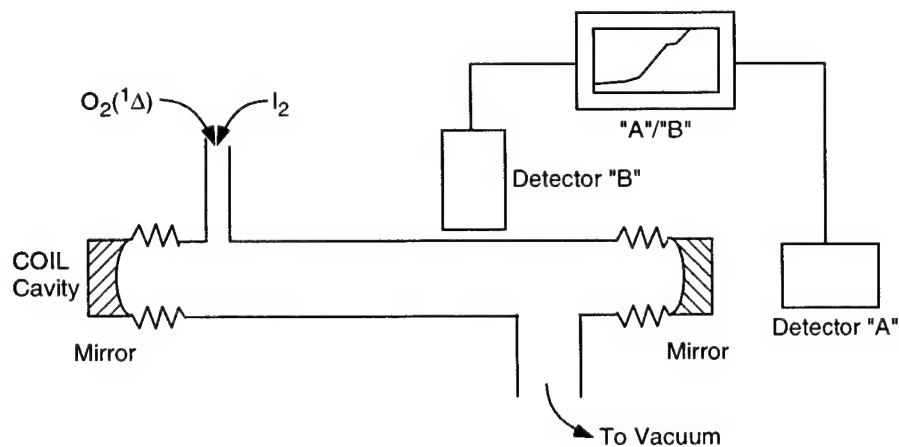 O₂(¹Δ)
I₂
"A"/"B"
Detector "B"
COIL
Cavity
Mirror
Mirror
Detector "A"
To Vacuum